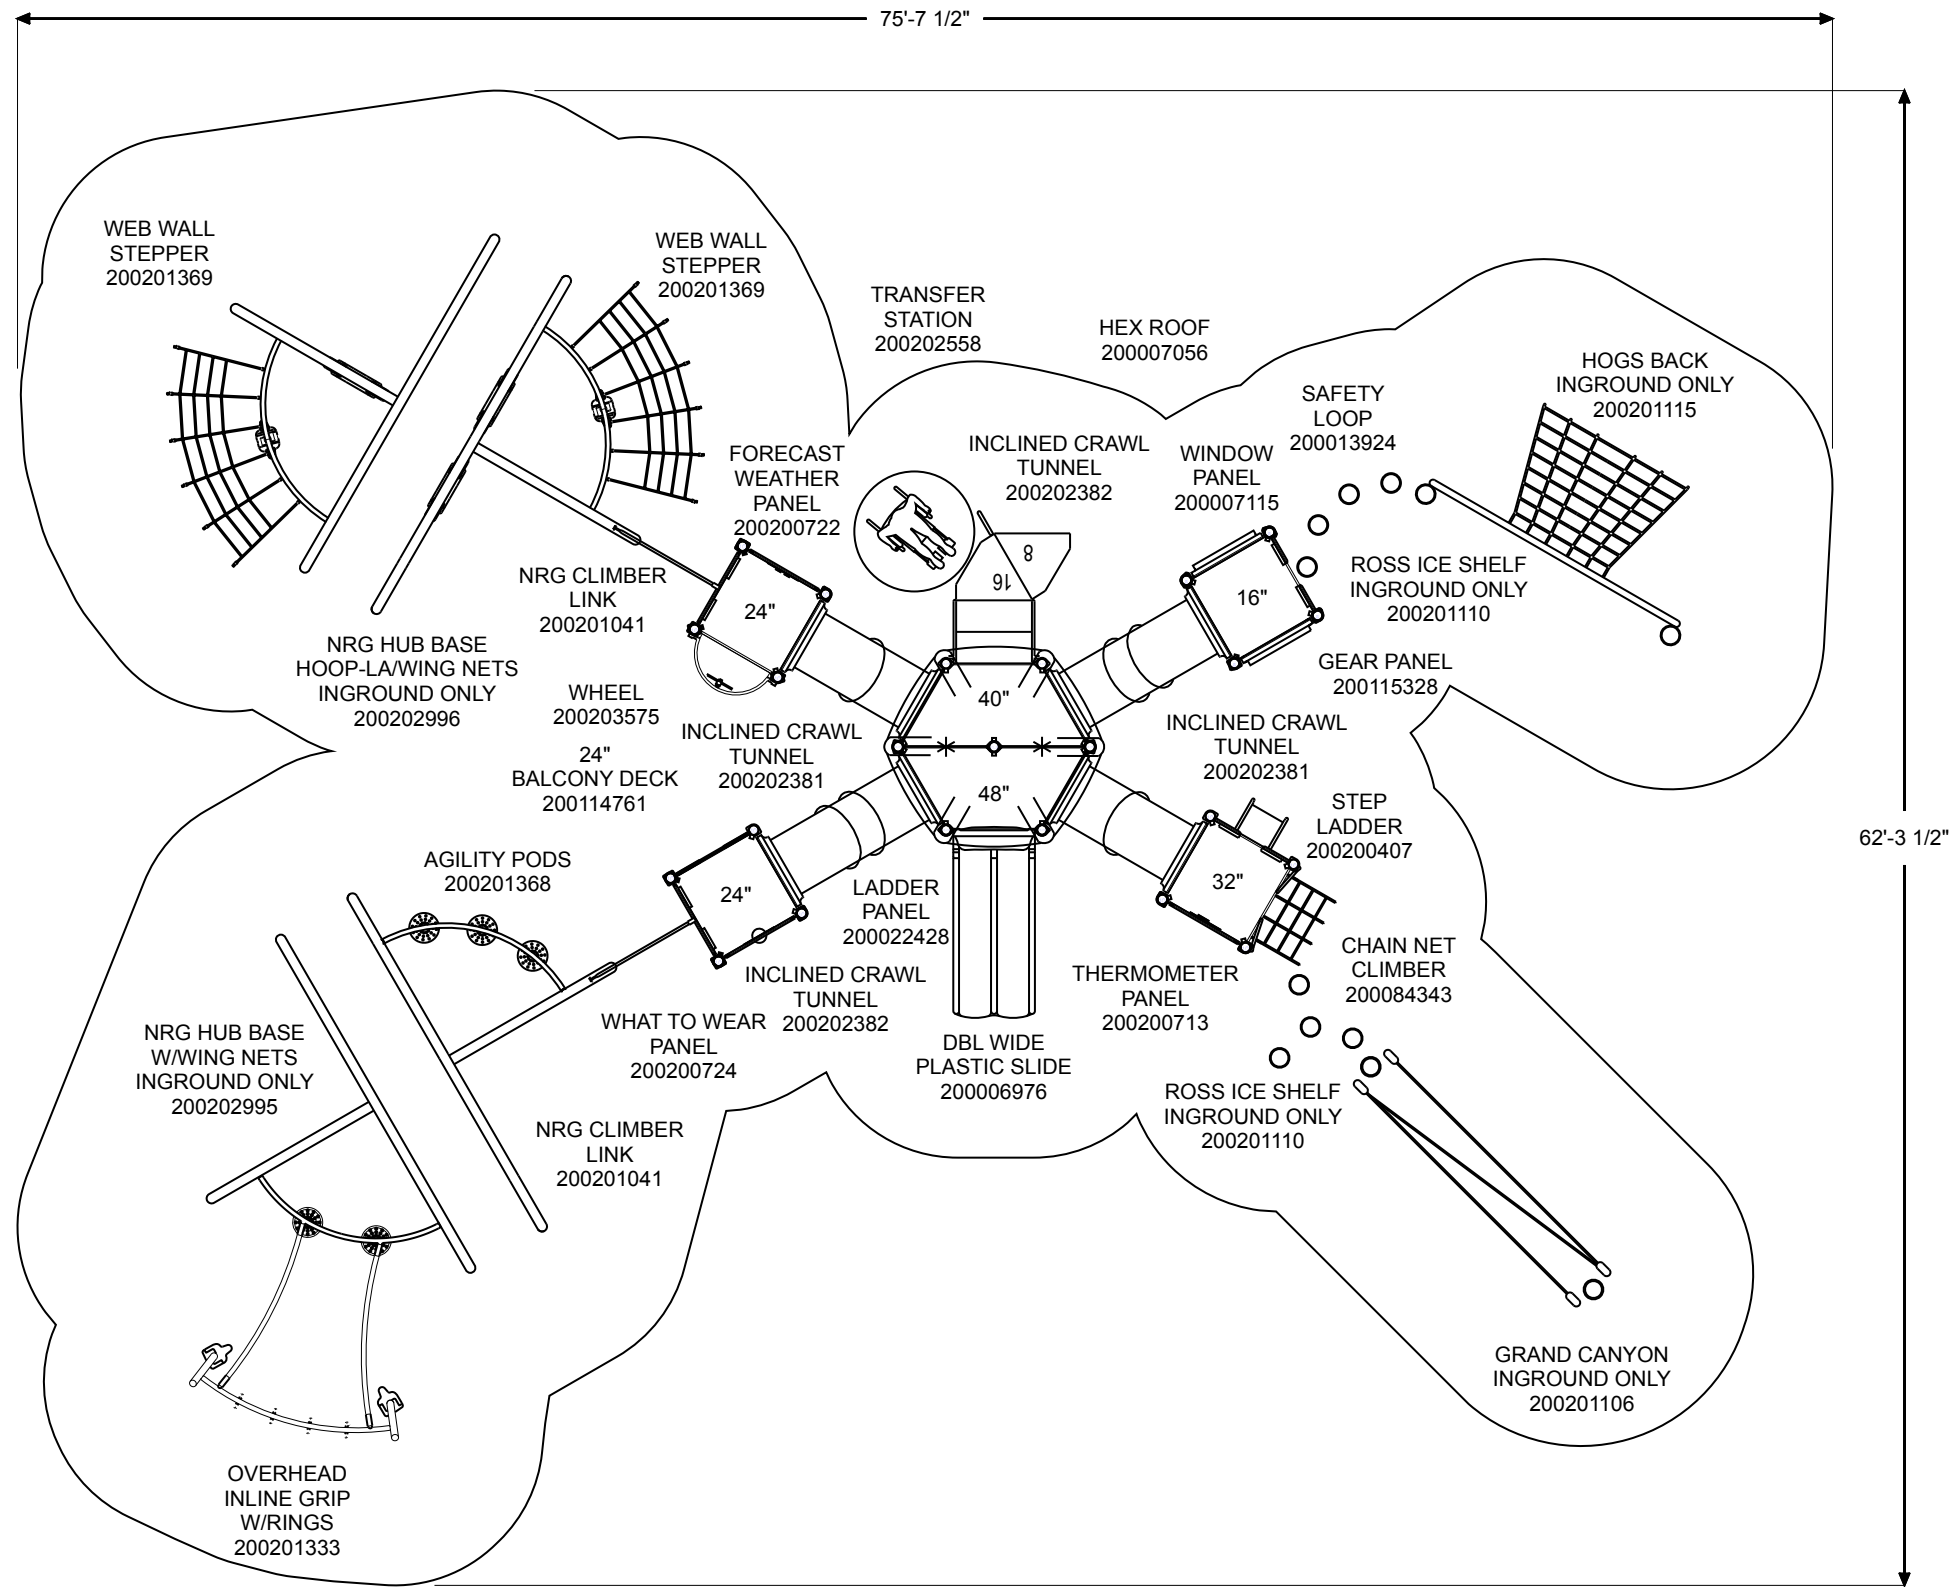 75'-7 1/2"
WEB WALL
STEPPER
200201369
WEB WALL
STEPPER
200201369
TRANSFER
STATION
200202558
HEX ROOF
200007056
HOGS BACK
INGROUND ONLY
200201115
SAFETY
LOOP
200013924
INCLINED CRAWL
TUNNEL
200202382
WINDOW
PANEL
200007115
FORECAST
WEATHER
PANEL
200200722
8
16
NRG CLIMBER
LINK
200201041
24"
16"
ROSS ICE SHELF
INGROUND ONLY
200201110
NRG HUB BASE
HOOP-LA/WING NETS
INGROUND ONLY
200202996
GEAR PANEL
200115328
WHEEL
200203575
40"
INCLINED CRAWL
TUNNEL
200202381
INCLINED CRAWL
TUNNEL
200202381
24"
BALCONY DECK
200114761
48"
STEP
LADDER
200200407
62'-3 1/2"
AGILITY PODS
200201368
24"
LADDER
PANEL
200022428
32"
CHAIN NET
CLIMBER
200084343
INCLINED CRAWL
TUNNEL
200202382
THERMOMETER
PANEL
200200713
WHAT TO WEAR
PANEL
200200724
NRG HUB BASE
W/WING NETS
INGROUND ONLY
200202995
DBL WIDE
PLASTIC SLIDE
200006976
ROSS ICE SHELF
INGROUND ONLY
200201110
NRG CLIMBER
LINK
200201041
GRAND CANYON
INGROUND ONLY
200201106
OVERHEAD
INLINE GRIP
W/RINGS
200201333